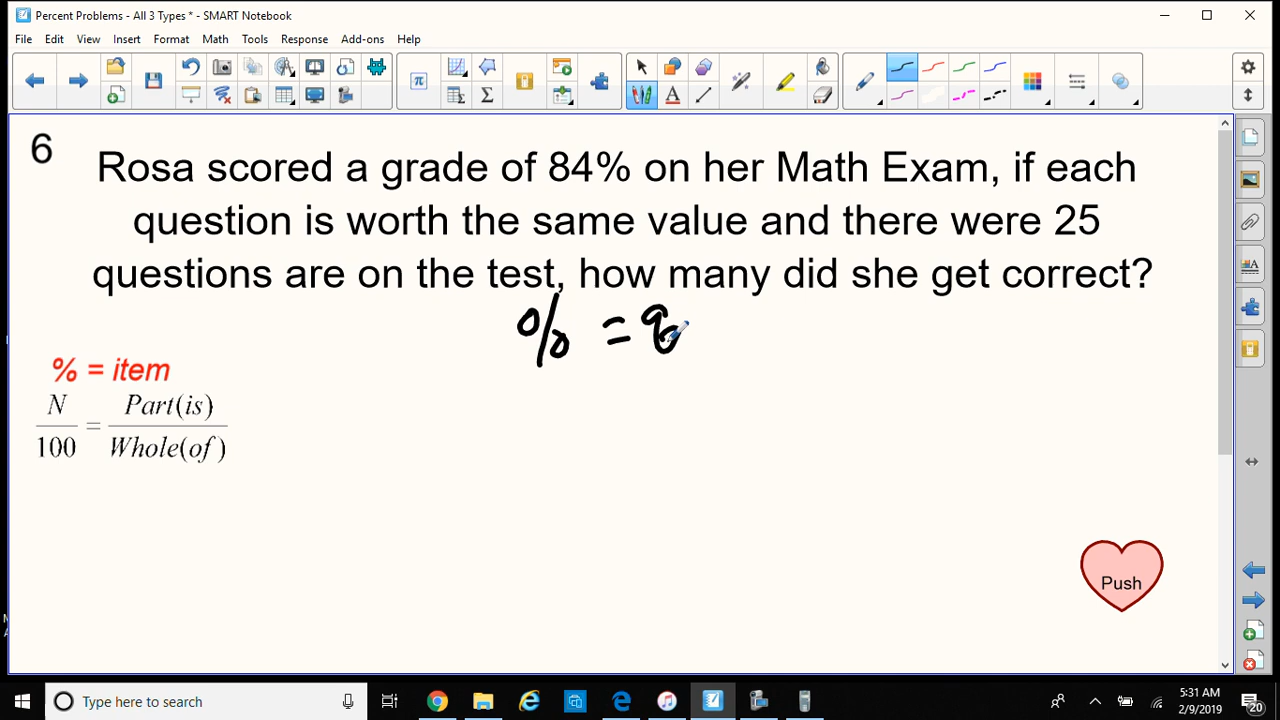 Percent Problems - All 3 Types * - SMART Notebook
File Edit View Insert Format Math Tools Response Add-ons Help
6
Rosa scored a grade of 84% on her Math Exam, if each
question is worth the same value and there were 25
questions are on the test, how many did she get correct?
% =
% = item
N Part(is)
=
100 Whole(of)
Push
Type here to search
5:31 AM
2/9/2019
20